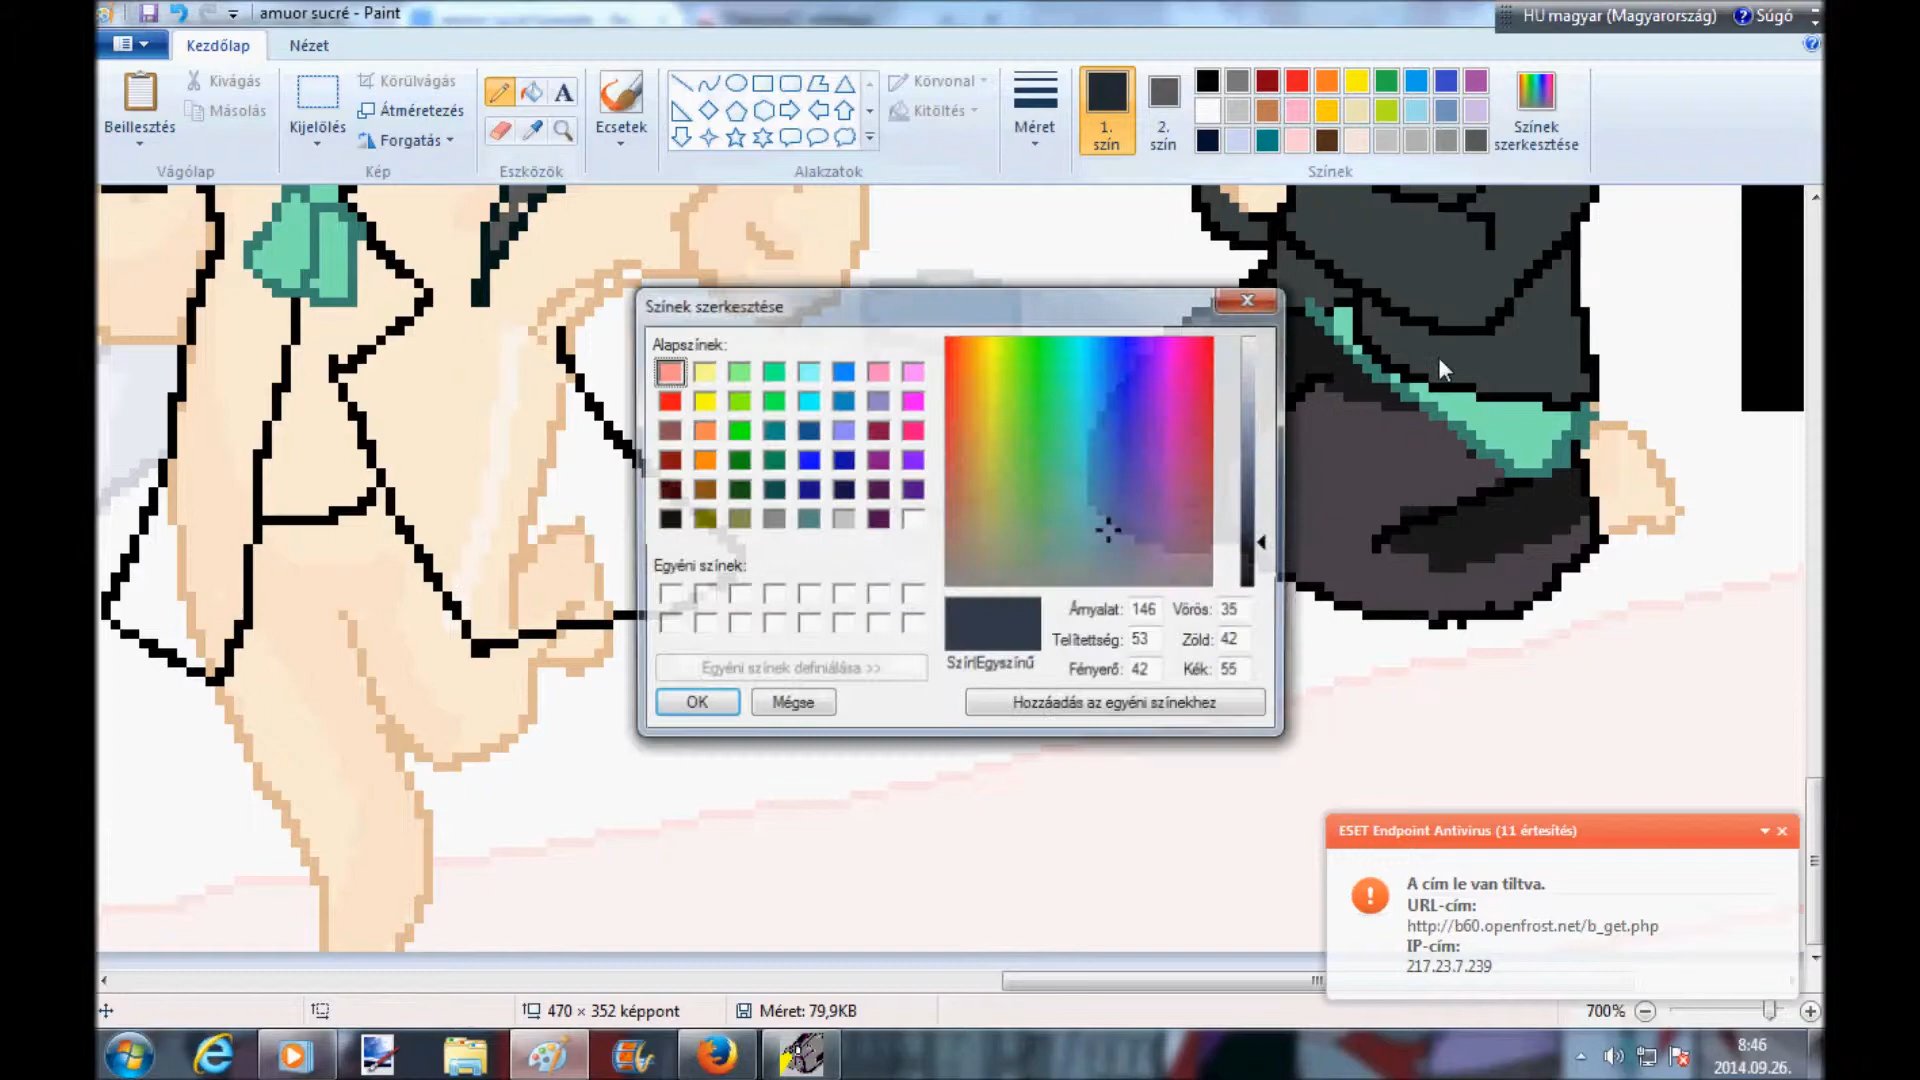 amuor sucré - Paint
HU magyar (Magyarország)
Súgó
Kezdőlap
Nézet
Beillesztés
Kivágás
Másolás
Vágólap
Kijelölés
Körülvágás
Átméretezés
Forgatás
Kép
Eszközök
Ecsetek
Alakzatok
Körvonal
Kitöltés
Méret
1.
szín
2.
szín
Színek
szerkesztése
Színek
Színek szerkesztése
Alapszínek:
Egyéni színek:
Egyéni színek definiálása >>
OK
Mégse
Szín|Egyszínű
Árnyalat: 146
Vörös: 35
Telítettség: 53
Zöld: 42
Fényerő: 42
Kék: 55
Hozzáadás az egyéni színekhez
ESET Endpoint Antivirus (11 értesítés)
A cím le van tiltva.
URL-cím:
http://b60.openfrost.net/b_get.php
IP-cím:
217.23.7.239
470 × 352 képpont
Méret: 79,9KB
700%
8:46
2014.09.26.